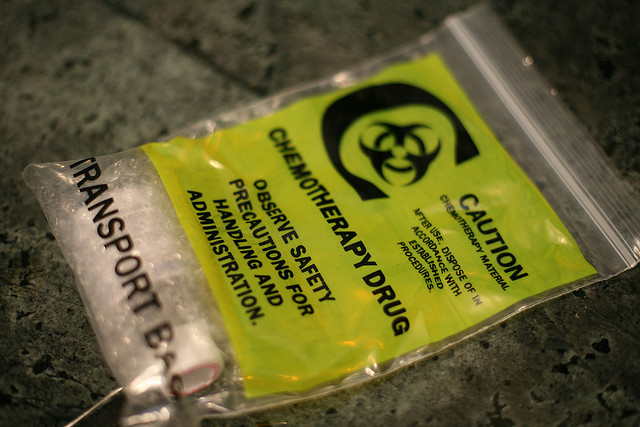 CAUTION
CHEMOTHERAPY MATERIAL
AFTER USE, DISPOSE OF IN
ACCORDANCE WITH
ESTABLISHED
PROCEDURES.
CHEMOTHERAPY DRUG
OBSERVE SAFETY
PRECAUTIONS FOR
HANDLING AND
ADMINISTRATION.
TRANSPORT BAG